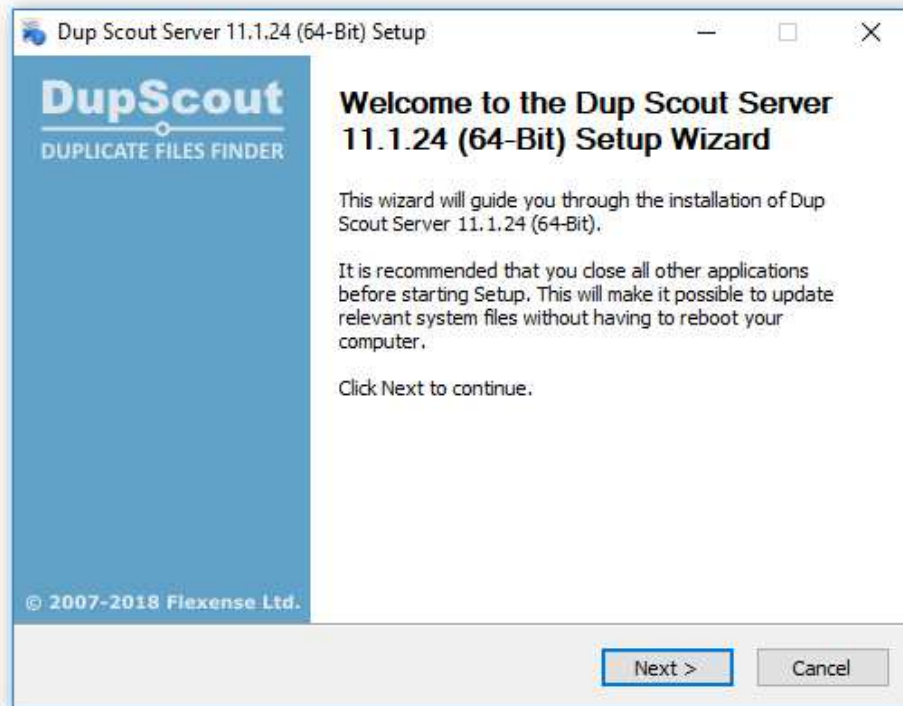 Dup Scout Server 11.1.24 (64-Bit) Setup
DupScout
DUPLICATE FILES FINDER
Welcome to the Dup Scout Server
11.1.24 (64-Bit) Setup Wizard
This wizard will guide you through the installation of Dup
Scout Server 11.1.24 (64-Bit).
It is recommended that you close all other applications
before starting Setup. This will make it possible to update
relevant system files without having to reboot your
computer.
Click Next to continue.
© 2007-2018 Flexense Ltd.
Next >
Cancel